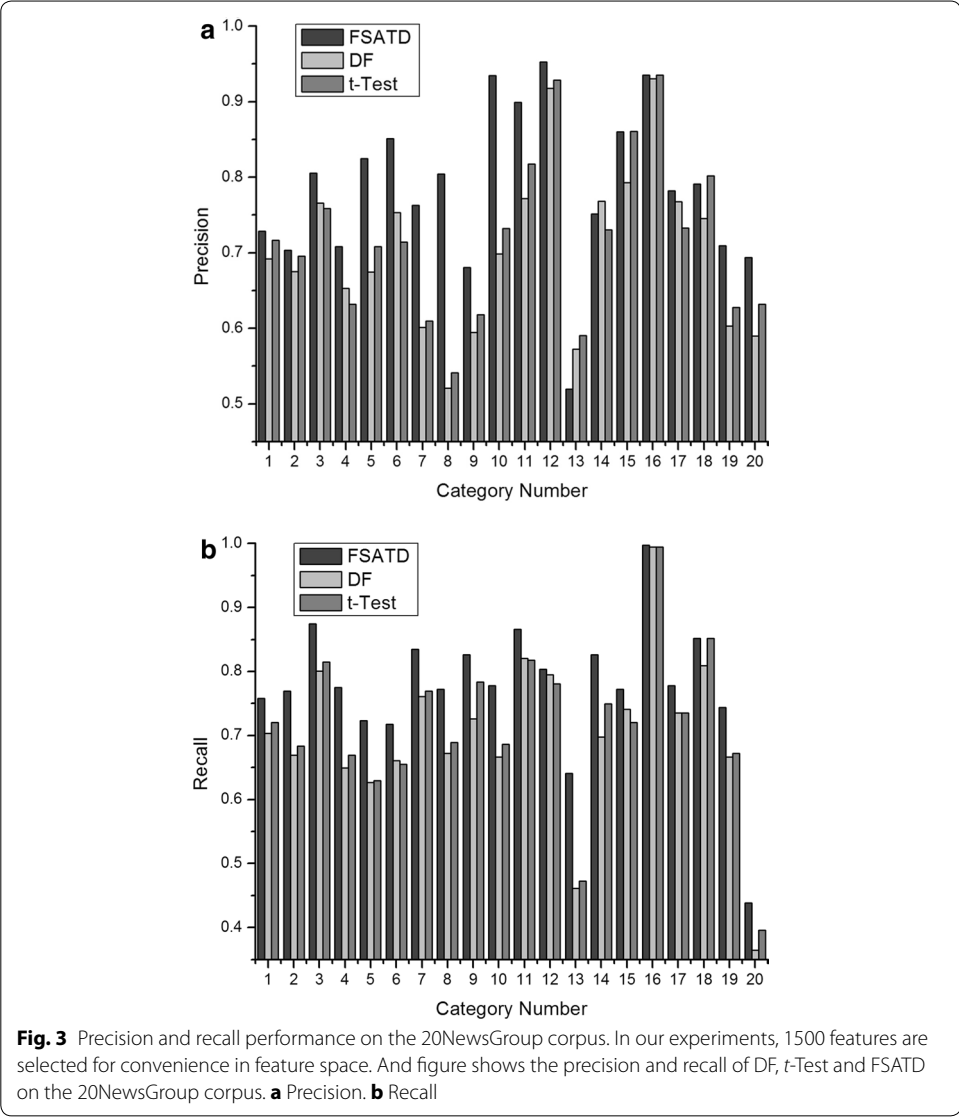 a
1.0
0.9
0.8
0.7
0.6
0.5
Precision
FSATD
DF
t-Test
1 2 3 4 5 6 7 8 9 10 11 12 13 14 15 16 17 18 19 20
Category Number
b
1.0
0.9
0.8
0.7
0.6
0.5
0.4
Recall
FSATD
DF
t-Test
1 2 3 4 5 6 7 8 9 10 11 12 13 14 15 16 17 18 19 20
Category Number
Fig. 3 Precision and recall performance on the 20NewsGroup corpus. In our experiments, 1500 features are
selected for convenience in feature space. And figure shows the precision and recall of DF, t-Test and FSATD
on the 20NewsGroup corpus. a Precision. b Recall